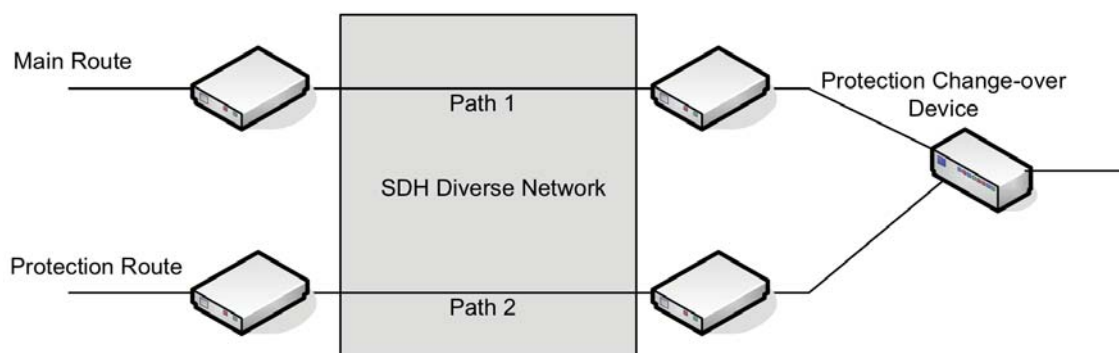 Main Route
Path 1
Protection Change-over
Device
SDH Diverse Network
Protection Route
Path 2